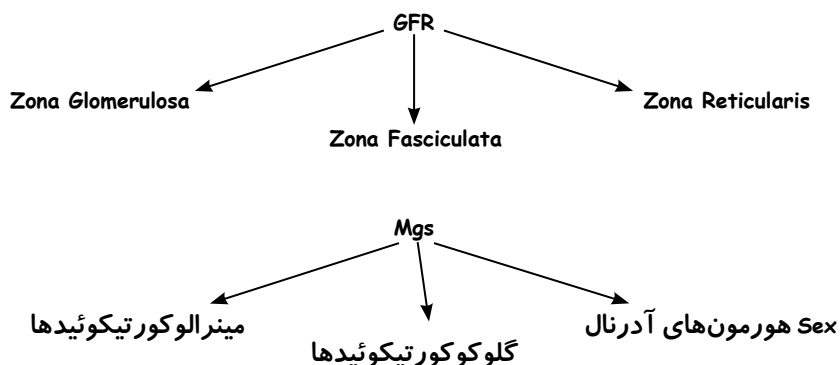 GFR
Zona Glomerulosa
Zona Fasciculata
Zona Reticularis
Mgs
مینرالوکورتیکوئیدها
گلوکوکورتیکوئیدها
هورمون‌های آدرنال Sex